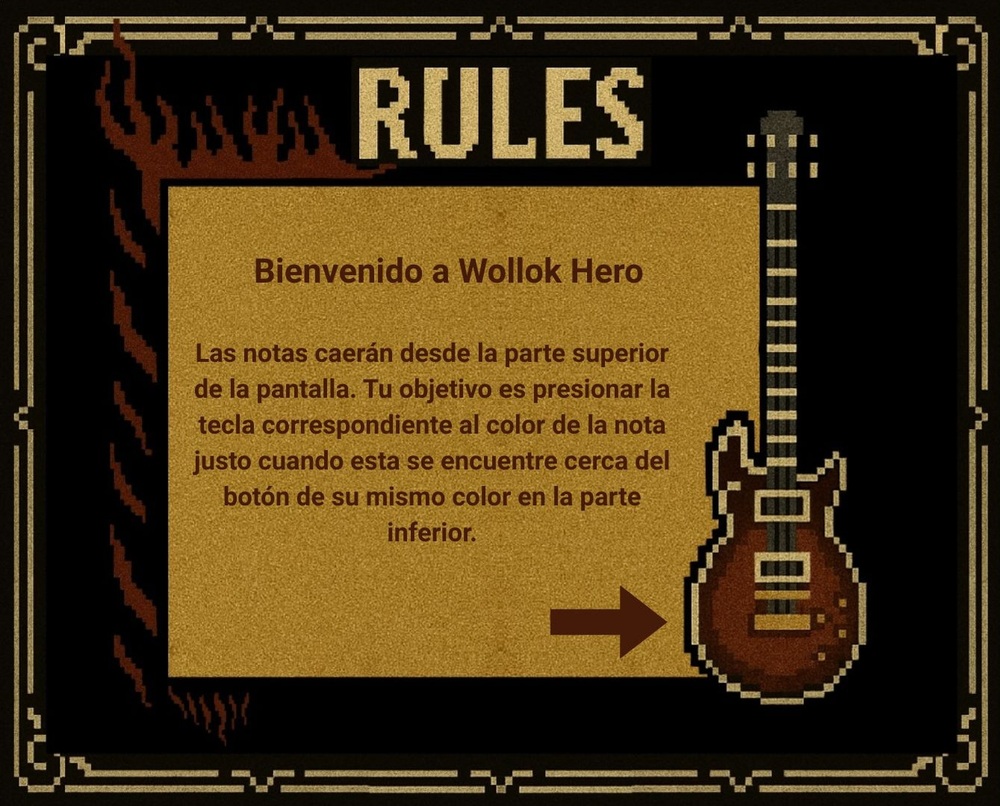 RULES
Bienvenido a Wollok Hero
Las notas caerán desde la parte superior
de la pantalla. Tu objetivo es presionar la
tecla correspondiente al color de la nota
justo cuando esta se encuentre cerca del
botón de su mismo color en la parte
inferior.